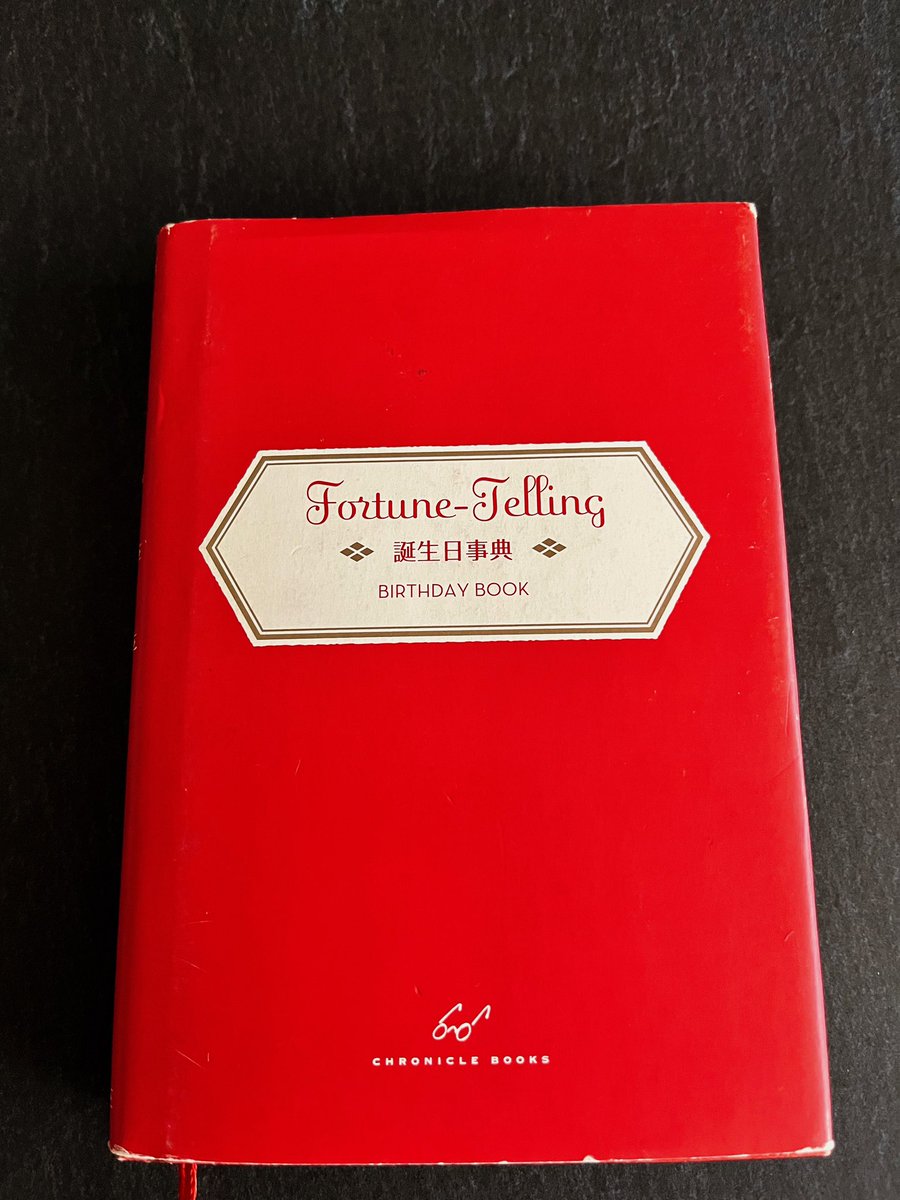 Fortune-Telling
誕生日事典
BIRTHDAY BOOK
CHRONICLE BOOKS